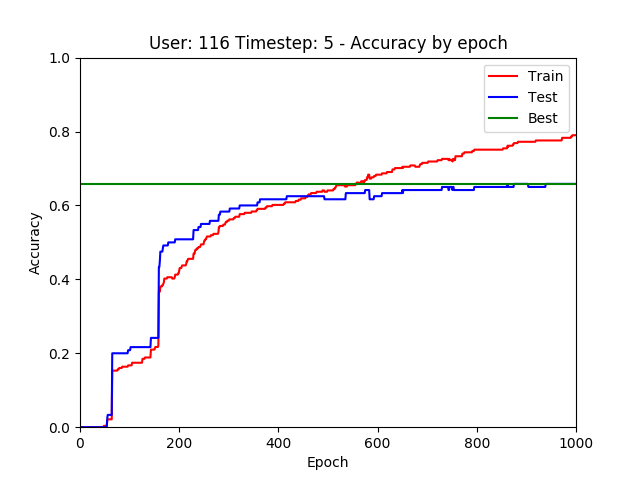 User: 116 Timestep: 5 - Accuracy by epoch
Train
Test
Best
Accuracy
1.0
0.8
0.6
0.4
0.2
0.0
0 200 400 600 800 1000
Epoch